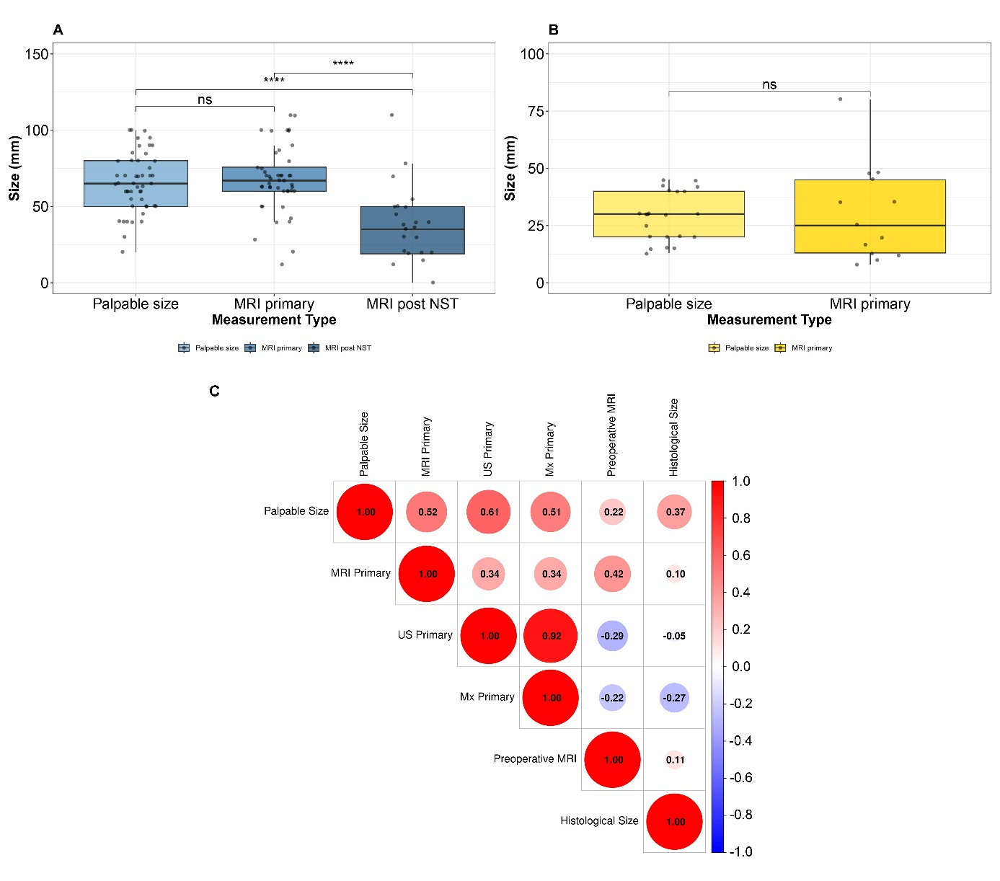 A
B
150
100
50
0
Size (mm)
****
****
ns
Palpable size MRI primary MRI post NST
Measurement Type
Palpable size MRI primary MRI post NST
100
75
50
25
0
Size (mm)
ns
Palpable size MRI primary
Measurement Type
Palpable size MRI primary
C
Palpable Size
MRI Primary
US Primary
Mx Primary
Preoperative MRI
Histological Size
Palpable Size 1.00 0.52 0.61 0.51 0.22 0.37
MRI Primary 1.00 0.34 0.34 0.42 0.10
US Primary 1.00 0.92 -0.29 -0.05
Mx Primary 1.00 -0.22 -0.27
Preoperative MRI 1.00 0.11
Histological Size 1.00
1.0
0.8
0.6
0.4
0.2
0.0
-0.2
-0.4
-0.6
-0.8
-1.0